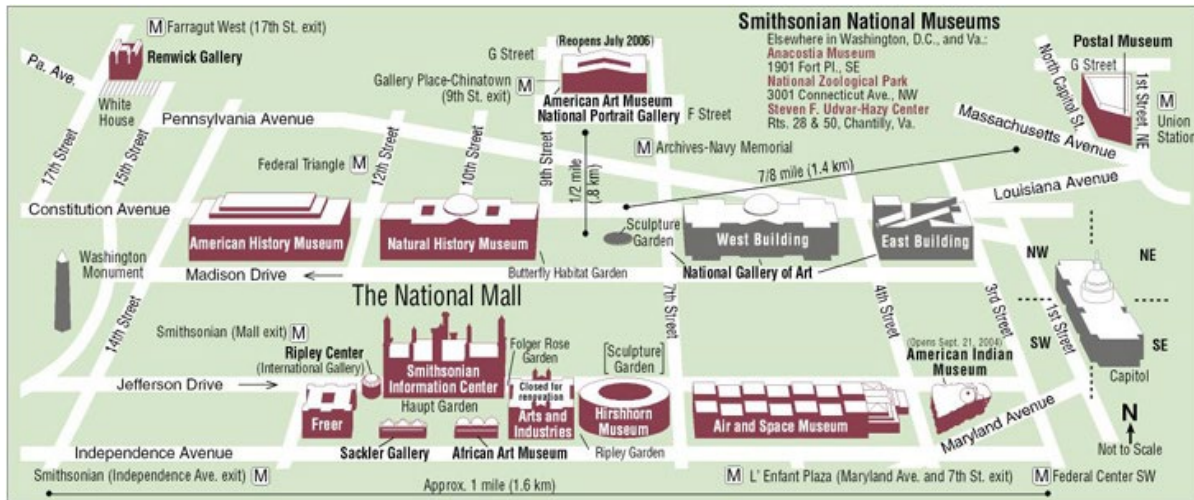 M Farragut West (17th St. exit)
Renwick Gallery
Pa. Ave.
White
House
17th Street
15th Street
Pennsylvania Avenue
Federal Triangle M
12th Street
10th Street
9th Street
(Reopens July 2006)
G Street
Gallery Place-Chinatown M
(9th St. exit)
American Art Museum
National Portrait Gallery
F Street
M Archives-Navy Memorial
1/2 mile
(.8 km)
Smithsonian National Museums
Elsewhere in Washington, D.C., and Va.:
Anacostia Museum
1901 Fort Pl., SE
National Zoological Park
3001 Connecticut Ave., NW
Steven F. Udvar-Hazy Center
Rts. 28 & 50, Chantilly, Va.
Postal Museum
G Street
North Capitol St.
1st Street, NE
M
Union
Station
Massachusetts Avenue
7/8 mile (1.4 km)
Louisiana Avenue
Constitution Avenue
American History Museum
Natural History Museum
Sculpture
Garden
West Building
East Building
National Gallery of Art
Washington
Monument
Madison Drive
Butterfly Habitat Garden
NW
NE
SW
SE
The National Mall
14th Street
7th Street
4th Street
3rd Street
1st Street
Capitol
Smithsonian (Mall exit) M
Ripley Center
(International Gallery)
Smithsonian
Information Center
Folger Rose
Garden
Sculpture
Garden
(Opens Sept. 21, 2004)
American Indian
Museum
Jefferson Drive
Freer
Haupt Garden
Closed for
renovation
Arts and
Industries
Hirshhorn
Museum
Air and Space Museum
Maryland Avenue
N
Not to Scale
Independence Avenue
Sackler Gallery
African Art Museum
Ripley Garden
Smithsonian (Independence Ave. exit) M
M L' Enfant Plaza (Maryland Ave. and 7th St. exit)
M Federal Center SW
Approx. 1 mile (1.6 km)